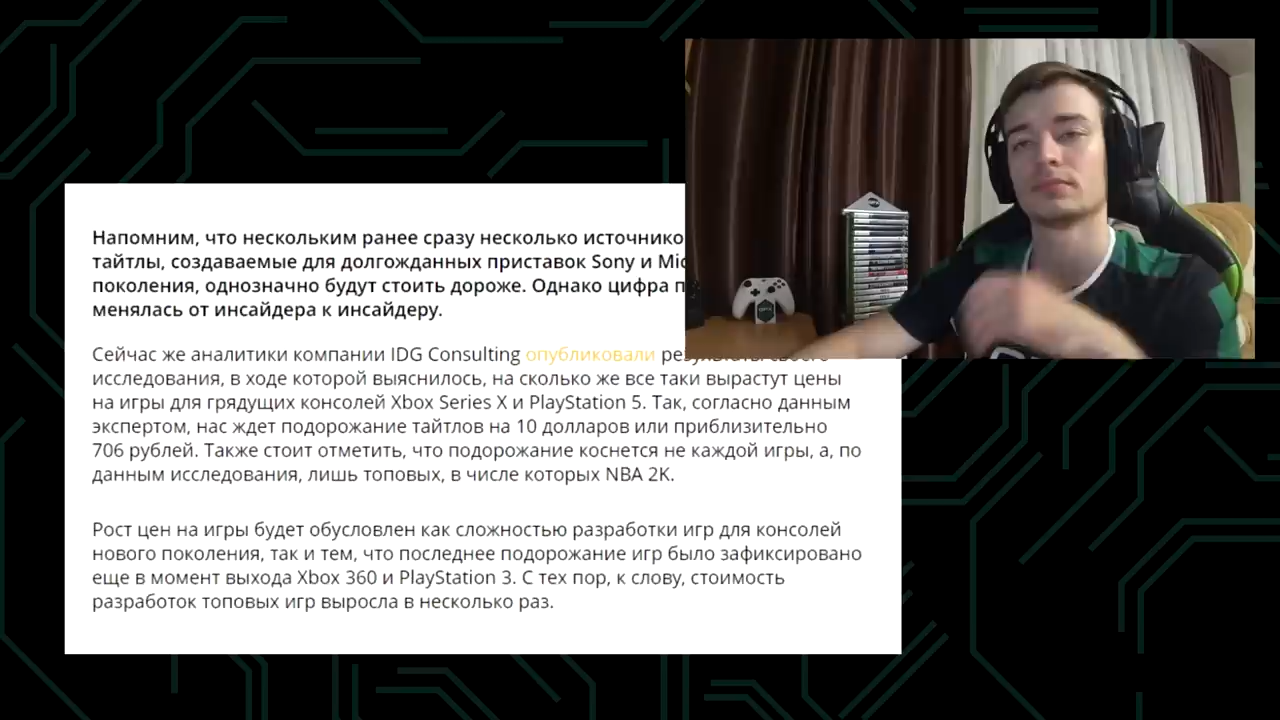 Напомним, что нескольким ранее сразу несколько
тайтлы, создаваемые для долгожданных приставок Sony и
поколения, однозначно будут стоить дороже. Однако цифра
менялась от инсайдера к инсайдеру.
Сейчас же аналитики компании IDG Consulting опубликовали
исследования, в ходе которой выяснилось, на сколько же все таки вырастут цены
на игры для грядущих консолей Xbox Series X и PlayStation 5. Так, согласно данным
экспертом, нас ждет подорожание тайтлов на 10 долларов или приблизительно
706 рублей. Также стоит отметить, что подорожание коснется не каждой игры, а, по
данным исследования, лишь топовых, в числе которых NBA 2K.
Рост цен на игры будет обусловлен как сложностью разработки игр для консолей
нового поколения, так и тем, что последнее подорожание игр было зафиксировано
еще в момент выхода Xbox 360 и PlayStation 3. С тех пор, к слову, стоимость
разработок топовых игр выросла в несколько раз.